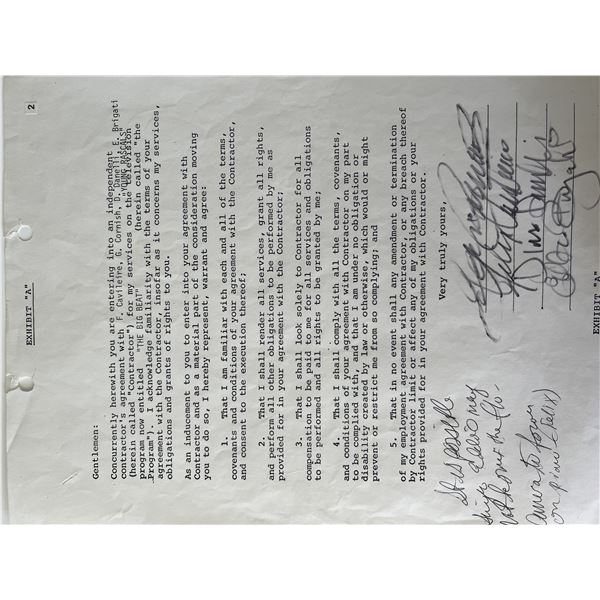 EXHIBIT "A"
2
Gentlemen:
Concurrently herewith you are entering into an independent
contractor's agreement with F. Cavileire, G. Cornish, D. Danelli, E. Brigati
"YOUNG RASCALS"
(herein called "Contractor") for my services on the television
program now entitled "THE BIG BEAT" (herein called "the
Program"). I acknowledge familiarity with the terms of your
agreement with the Contractor, insofar as it concerns my services,
obligations and grants of rights to you.
As an inducement to you to enter into your agreement with
Contractor and as a material part of the consideration moving
you to do so, I hereby represent, warrant and agree:
1. That I am familiar with each and all of the terms,
covenants and conditions of your agreement with the Contractor,
and consent to the execution thereof;
2. That I shall render all services, grant all rights,
and perform all other obligations to be performed by me as
provided for in your agreement with the Contractor;
3. That I shall look solely to Contractor for all
compensation to be paid to me for all services and obligations
to be performed and all rights to be granted by me;
4. That I shall comply with all the terms, covenants,
and conditions of your agreement with Contractor on my part
to be complied with, and that I am under no obligation or
disability created by law or otherwise, which would or might
prevent or restrict me from so complying; and
5. That in no event shall any amendment or termination
of my employment agreement with Contractor, or any breach thereof
by Contractor limit or affect any of my obligations or your
rights provided for in your agreement with Contractor.
Very truly yours,
It is possible
EXHIBIT "A"